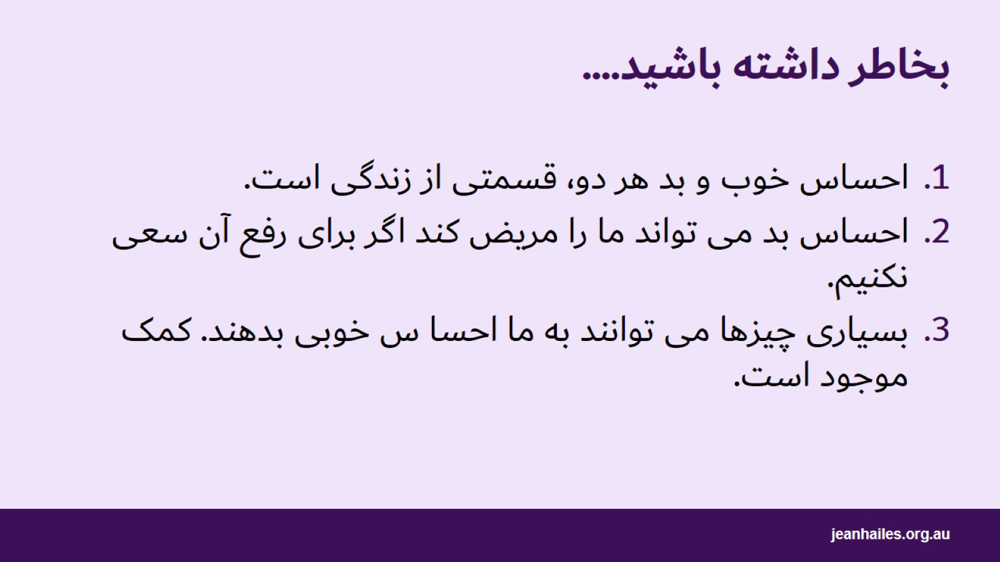 بخاطر داشته باشید....
1. احساس خوب و بد هر دو، قسمتی از زندگی است.
2. احساس بد می تواند ما را مریض کند اگر برای رفع آن سعی
نکنیم.
3. بسیاری چیزها می توانند به ما احسا س خوبی بدهند. کمک
موجود است.
jeanhailes.org.au